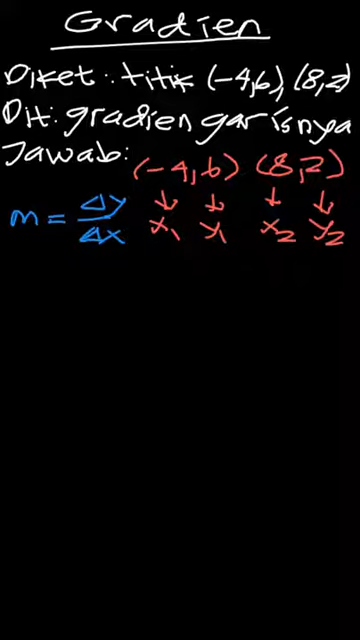 Gradien
Diket: titik (-4,6), (8,2)
Dit: gradien garisnya
Jawab:
(-4,6) (8,2)
m = Δy/Δx ↓ ↓ ↓ ↓
x₁ y₁ x₂ y₂